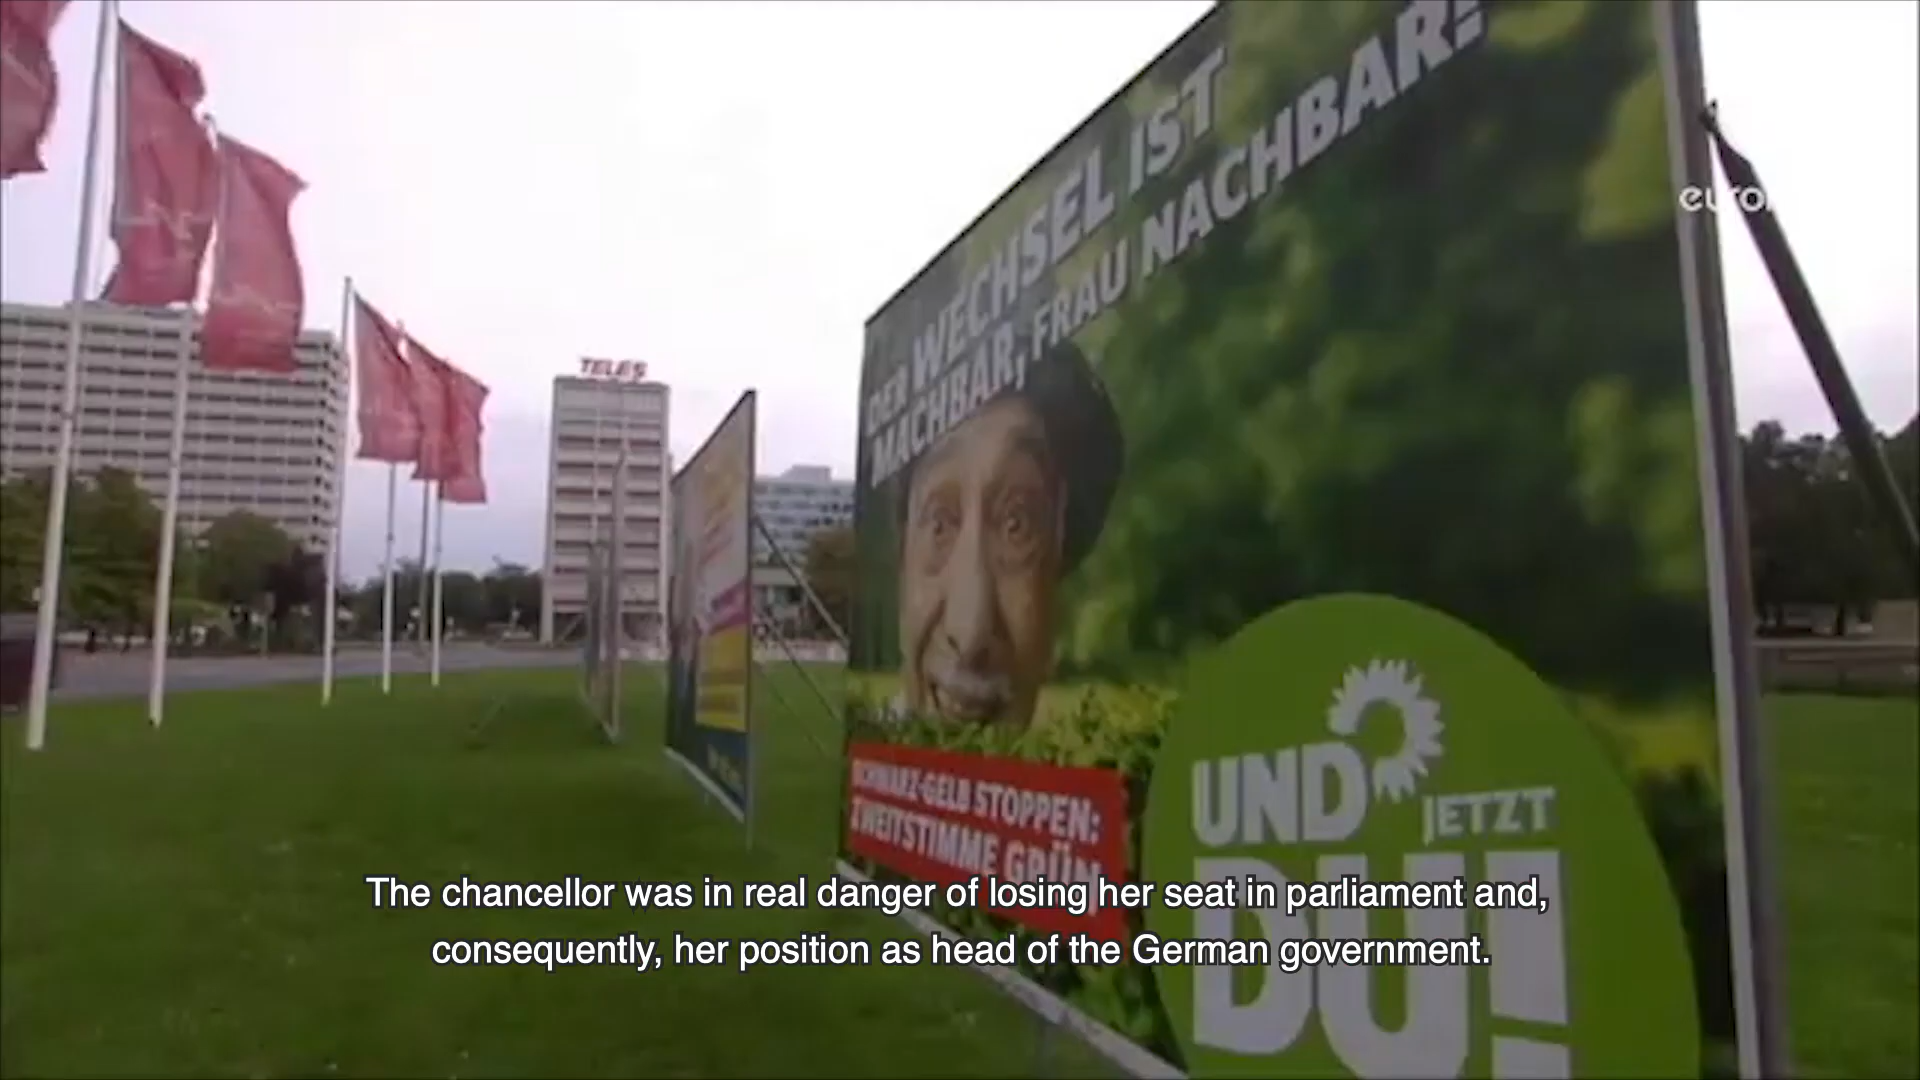 DER WECHSEL IST
MACHBAR, FRAU NACHBAR!
euro
TELES
SCHWARZ-GELB STOPPEN:
ZWEITSTIMME GRÜN
UND
JETZT
DU!
The chancellor was in real danger of losing her seat in parliament and,
consequently, her position as head of the German government.